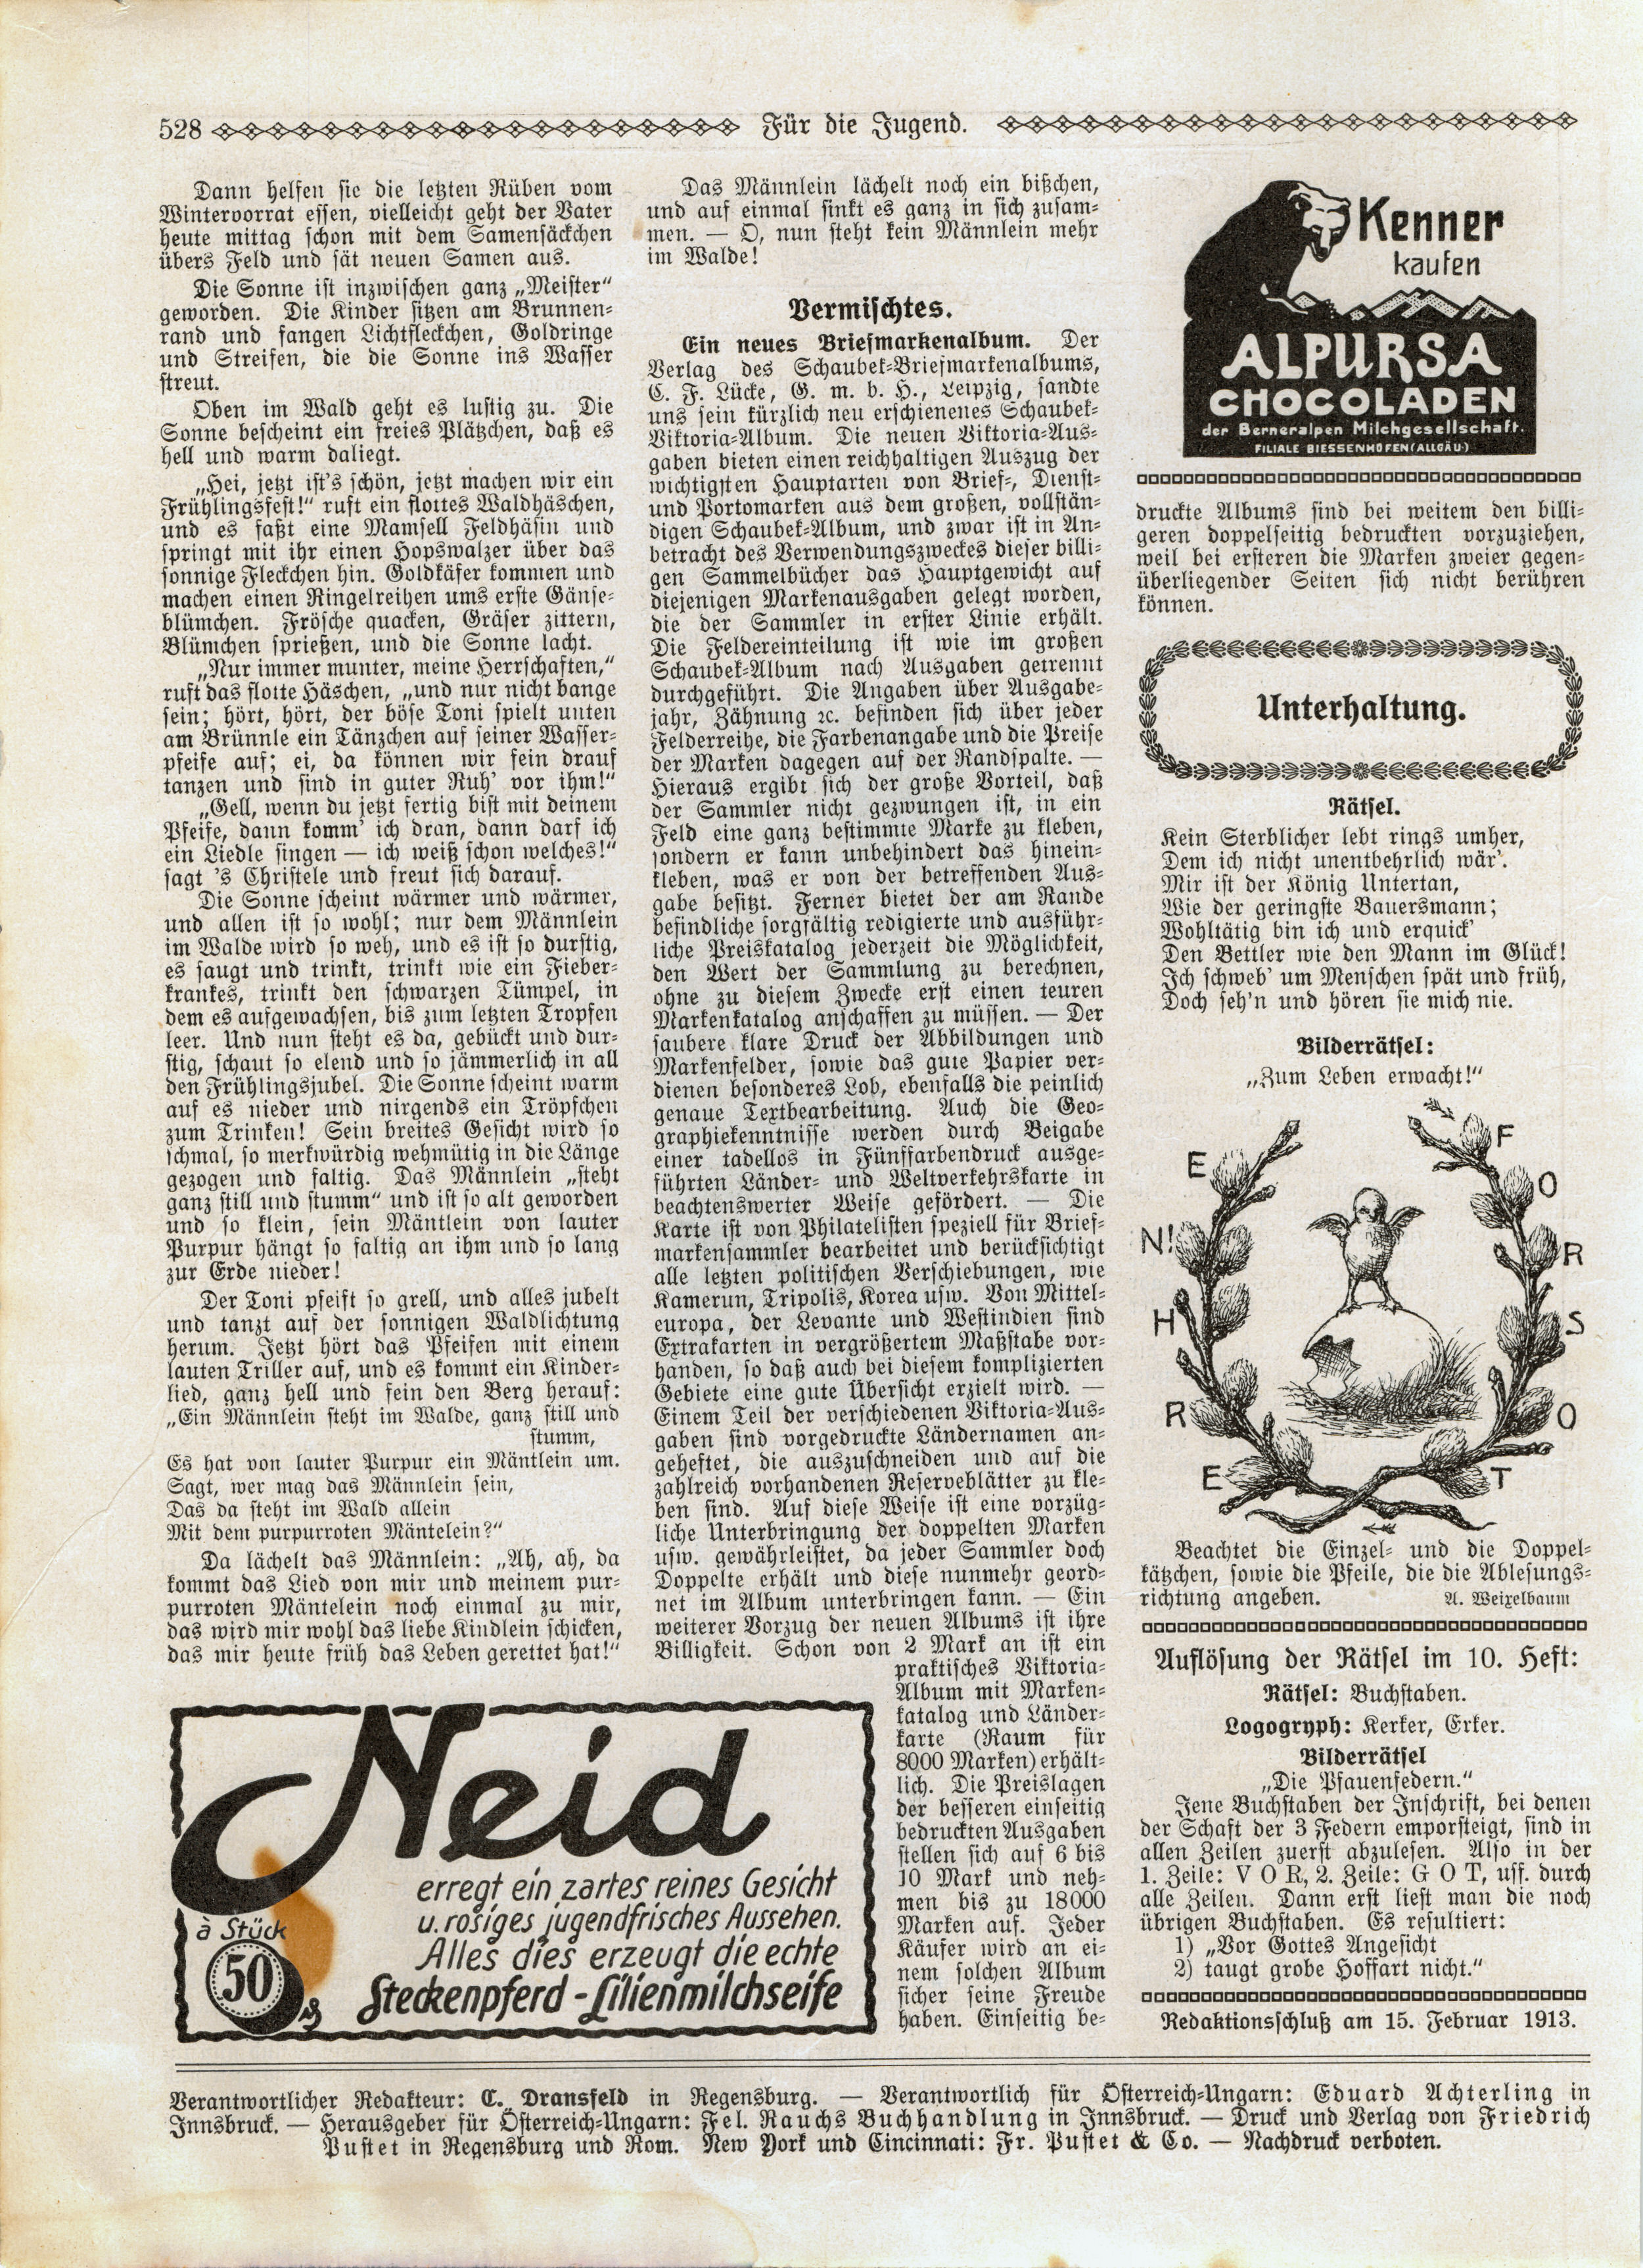 528
Für die Jugend.
Dann helfen sie die letzten Rüben vom
Wintervorrat essen, vielleicht geht der Vater
heute mittag schon mit dem Samensäckchen
übers Feld und sät neuen Samen aus.
Die Sonne ist inzwischen ganz „Meister“
geworden. Die Kinder sitzen am Brunnen-
rand und fangen Lichtfleckchen, Goldringe
und Streifen, die die Sonne ins Wasser
streut.
Oben im Wald geht es lustig zu. Die
Sonne bescheint ein freies Plätzchen, daß es
hell und warm daliegt.
„Hei, jetzt ist's schön, jetzt machen wir ein
Frühlingsfest!“ ruft ein flottes Waldhäschen,
und es faßt eine Mamsell Feldhäsin und
springt mit ihr einen Hopswalzer über das
sonnige Fleckchen hin. Goldkäfer kommen und
machen einen Ringelreihen ums erste Gänse-
blümchen. Frösche quacken, Gräser zittern,
Blümchen sprießen, und die Sonne lacht.
„Nur immer munter, meine Herrschaften,“
ruft das flotte Häschen, „und nur nicht bange
sein; hört, hört, der böse Toni spielt unten
am Brünnle ein Tänzchen auf seiner Wasser-
pfeife auf; ei, da können wir fein drauf
tanzen und sind in guter Ruh' vor ihm!“
„Gell, wenn du jetzt fertig bist mit deinem
Pfeife, dann komm' ich dran, dann darf ich
ein Liedle singen — ich weiß schon welches!“
sagt 's Christele und freut sich darauf.
Die Sonne scheint wärmer und wärmer,
und allen ist so wohl; nur dem Männlein
im Walde wird so weh, und es ist so durstig,
es saugt und trinkt, trinkt wie ein Fieber-
krankes, trinkt den schwarzen Tümpel, in
dem es aufgewachsen, bis zum letzten Tropfen
leer. Und nun steht es da, gebückt und dur-
stig, schaut so elend und so jämmerlich in all
den Frühlingsjubel. Die Sonne scheint warm
auf es nieder und nirgends ein Tröpfchen
zum Trinken! Sein breites Gesicht wird so
schmal, so merkwürdig wehmütig in die Länge
gezogen und faltig. Das Männlein „steht
ganz still und stumm“ und ist so alt geworden
und so klein, sein Mäntlein von lauter
Purpur hängt so faltig an ihm und so lang
zur Erde nieder!
Der Toni pfeift so grell, und alles jubelt
und tanzt auf der sonnigen Waldlichtung
herum. Jetzt hört das Pfeifen mit einem
lauten Triller auf, und es kommt ein Kinder-
lied, ganz hell und fein den Berg herauf:
„Ein Männlein steht im Walde, ganz still und
stumm,
Es hat von lauter Purpur ein Mäntlein um.
Sagt, wer mag das Männlein sein,
Das da steht im Wald allein
Mit dem purpurroten Mäntelein?“
Da lächelt das Männlein: „Ah, ah, da
kommt das Lied von mir und meinem pur-
purroten Mäntelein noch einmal zu mir,
das wird mir wohl das liebe Kindlein schicken,
das mir heute früh das Leben gerettet hat!“
Das Männlein lächelt noch ein bißchen,
und auf einmal sinkt es ganz in sich zusam-
men. — O, nun steht kein Männlein mehr
im Walde!
Vermischtes.
Ein neues Briefmarkenalbum. Der
Verlag des Schaubek-Briefmarkenalbums,
C. F. Lücke, G. m. b. H., Leipzig, sandte
uns sein kürzlich neu erschienenes Schaubek-
Viktoria-Album. Die neuen Viktoria-Aus-
gaben bieten einen reichhaltigen Auszug der
wichtigsten Hauptarten von Brief-, Dienst-
und Portomarken aus dem großen, vollstän-
digen Schaubek-Album, und zwar ist in An-
betracht des Verwendungszweckes dieser billi-
gen Sammelbücher das Hauptgewicht auf
diejenigen Markenausgaben gelegt worden,
die der Sammler in erster Linie erhält.
Die Feldereinteilung ist wie im großen
Schaubek-Album nach Ausgaben getrennt
durchgeführt. Die Angaben über Ausgabe-
jahr, Zähnung ꝛc. befinden sich über jeder
Felderreihe, die Farbenangabe und die Preise
der Marken dagegen auf der Randspalte. —
Hieraus ergibt sich der große Vorteil, daß
der Sammler nicht gezwungen ist, in ein
Feld eine ganz bestimmte Marke zu kleben,
sondern er kann unbehindert das hinein-
kleben, was er von der betreffenden Aus-
gabe besitzt. Ferner bietet der am Rande
befindliche sorgfältig redigierte und ausführ-
liche Preiskatalog jederzeit die Möglichkeit,
den Wert der Sammlung zu berechnen,
ohne zu diesem Zwecke erst einen teuren
Markenkatalog anschaffen zu müssen. — Der
saubere klare Druck der Abbildungen und
Markenfelder, sowie das gute Papier ver-
dienen besonderes Lob, ebenfalls die peinlich
genaue Textbearbeitung. Auch die Geo-
graphiekenntnisse werden durch Beigabe
einer tadellos in Fünffarbendruck ausge-
führten Länder- und Weltverkehrskarte in
beachtenswerter Weise gefördert. — Die
Karte ist von Philatelisten speziell für Brief-
markensammler bearbeitet und berücksichtigt
alle letzten politischen Verschiebungen, wie
Kamerun, Tripolis, Korea usw. Von Mittel-
europa, der Levante und Westindien sind
Extrakarten in vergrößertem Maßstabe vor-
handen, so daß auch bei diesem komplizierten
Gebiete eine gute Übersicht erzielt wird. —
Einem Teil der verschiedenen Viktoria-Aus-
gaben sind vorgedruckte Ländernamen an-
geheftet, die auszuschneiden und auf die
zahlreich vorhandenen Reserveblätter zu kle-
ben sind. Auf diese Weise ist eine vorzüg-
liche Unterbringung der doppelten Marken
usw. gewährleistet, da jeder Sammler doch
Doppelte erhält und diese nunmehr geord-
net im Album unterbringen kann. — Ein
weiterer Vorzug der neuen Albums ist ihre
Billigkeit. Schon von 2 Mark an ist ein
praktisches Viktoria-
Album mit Marken-
katalog und Länder-
karte (Raum für
8000 Marken) erhält-
lich. Die Preislagen
der besseren einseitig
bedruckten Ausgaben
stellen sich auf 6 bis
10 Mark und neh-
men bis zu 18000
Marken auf. Jeder
Käufer wird an ei-
nem solchen Album
sicher seine Freude
haben. Einseitig be-
Neid
erregt ein zartes reines Gesicht
u. rosiges jugendfrisches Aussehen.
Alles dies erzeugt die echte
Steckenpferd-Lilienmilchseife
à Stück
50 ₰
Kenner
kaufen
ALPURSA
CHOCOLADEN
der Berneralpen Milchgesellschaft.
FILIALE BIESSENHOFEN (ALLGÄU)
druckte Albums sind bei weitem den billi-
geren doppelseitig bedruckten vorzuziehen,
weil bei ersteren die Marken zweier gegen-
überliegender Seiten sich nicht berühren
können.
Unterhaltung.
Rätsel.
Kein Sterblicher lebt rings umher,
Dem ich nicht unentbehrlich wär'.
Mir ist der König Untertan,
Wie der geringste Bauersmann;
Wohltätig bin ich und erquick'
Den Bettler wie den Mann im Glück!
Ich schweb' um Menschen spät und früh,
Doch seh'n und hören sie mich nie.
Bilderrätsel:
„Zum Leben erwacht!“
E
N!
H
R
E
F
O
R
S
O
T
Beachtet die Einzel- und die Doppel-
kätzchen, sowie die Pfeile, die die Ablesungs-
richtung angeben.
A. Weixelbaum
Auflösung der Rätsel im 10. Heft:
Rätsel: Buchstaben.
Logogryph: Kerker, Erker.
Bilderrätsel
„Die Pfauenfedern.“
Jene Buchstaben der Inschrift, bei denen
der Schaft der 3 Federn emporsteigt, sind in
allen Zeilen zuerst abzulesen. Also in der
1. Zeile: V O R, 2. Zeile: G O T, usf. durch
alle Zeilen. Dann erst liest man die noch
übrigen Buchstaben. Es resultiert:
1) „Vor Gottes Angesicht
2) taugt grobe Hoffart nicht.“
Redaktionsschluß am 15. Februar 1913.
Verantwortlicher Redakteur: C. Dransfeld in Regensburg. — Verantwortlich für Österreich-Ungarn: Eduard Achterling in
Innsbruck. — Herausgeber für Österreich-Ungarn: Fel. Rauchs Buchhandlung in Innsbruck. — Druck und Verlag von Friedrich
Pustet in Regensburg und Rom. New York und Cincinnati: Fr. Pustet & Co. — Nachdruck verboten.